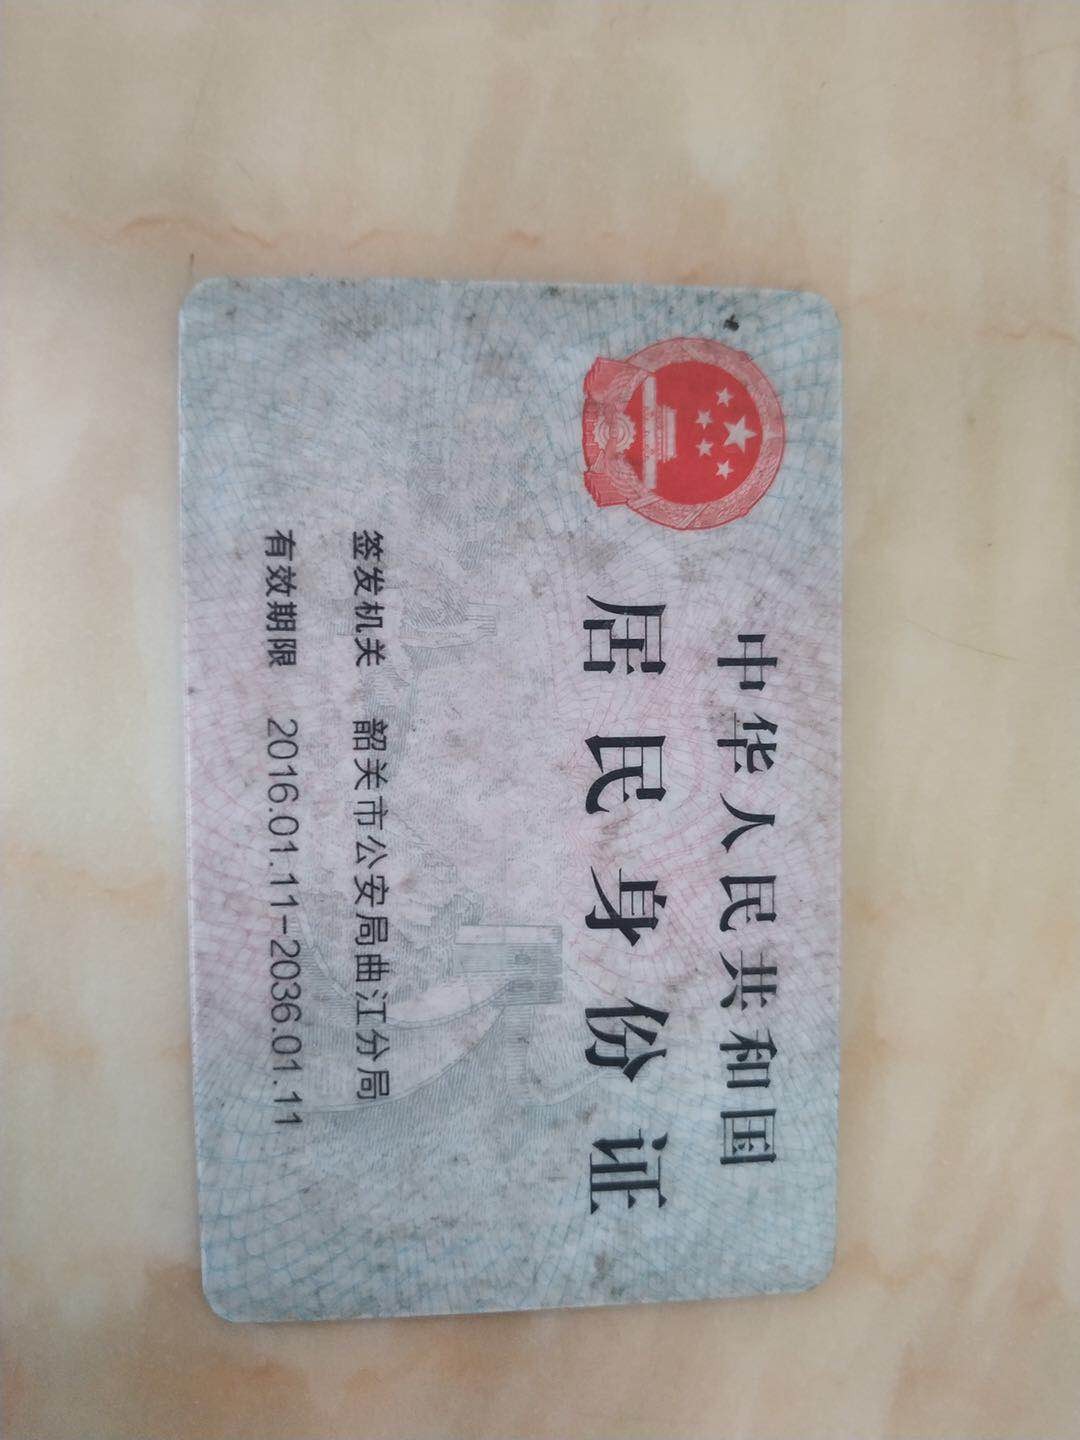 中华人民共和国
居民身份证
签发机关 韶关市公安局曲江分局
有效期限 2016.01.11-2036.01.11